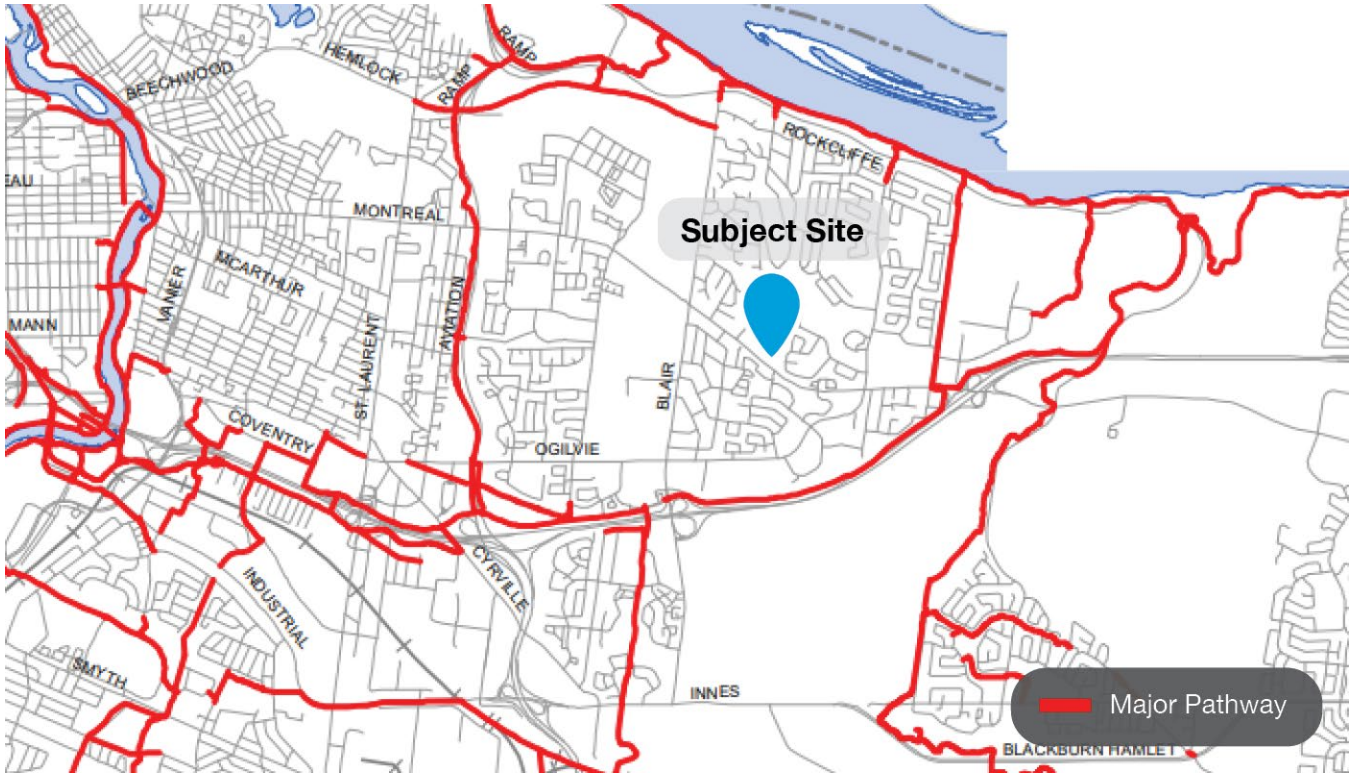 RAMP
HEMLOCK
RAMP
BEECHWOOD
ROCKCLIFFE
EAU
MONTREAL
Subject Site
MCARTHUR
VANIER
AVIATION
MANN
ST. LAURENT
BLAIR
COVENTRY
OGILVIE
CYRVILLE
INDUSTRIAL
SMYTH
INNES
Major Pathway
BLACKBURN HAMLET